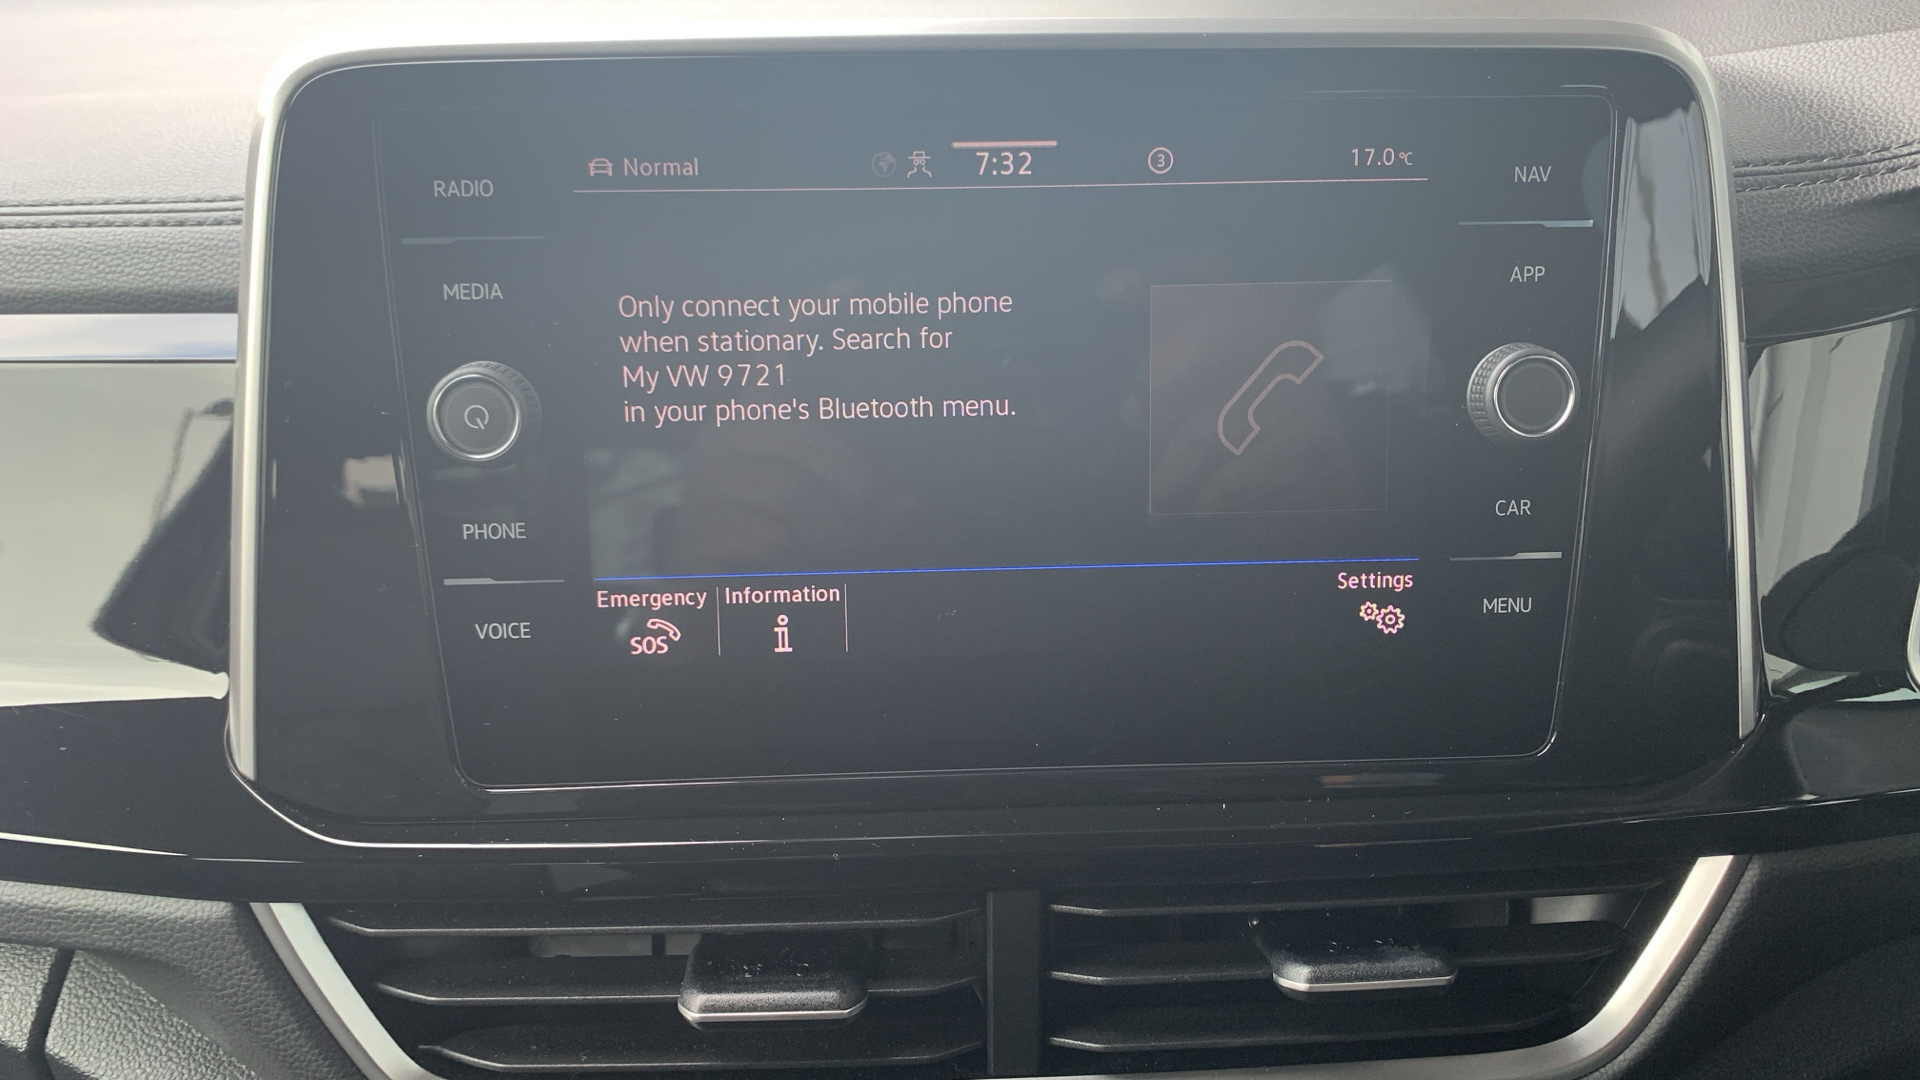 RADIO
MEDIA
PHONE
VOICE
Normal
7:32
3
17.0°C
Only connect your mobile phone
when stationary. Search for
My VW 9721
in your phone's Bluetooth menu.
Emergency
SOS
Information
i
Settings
NAV
APP
CAR
MENU